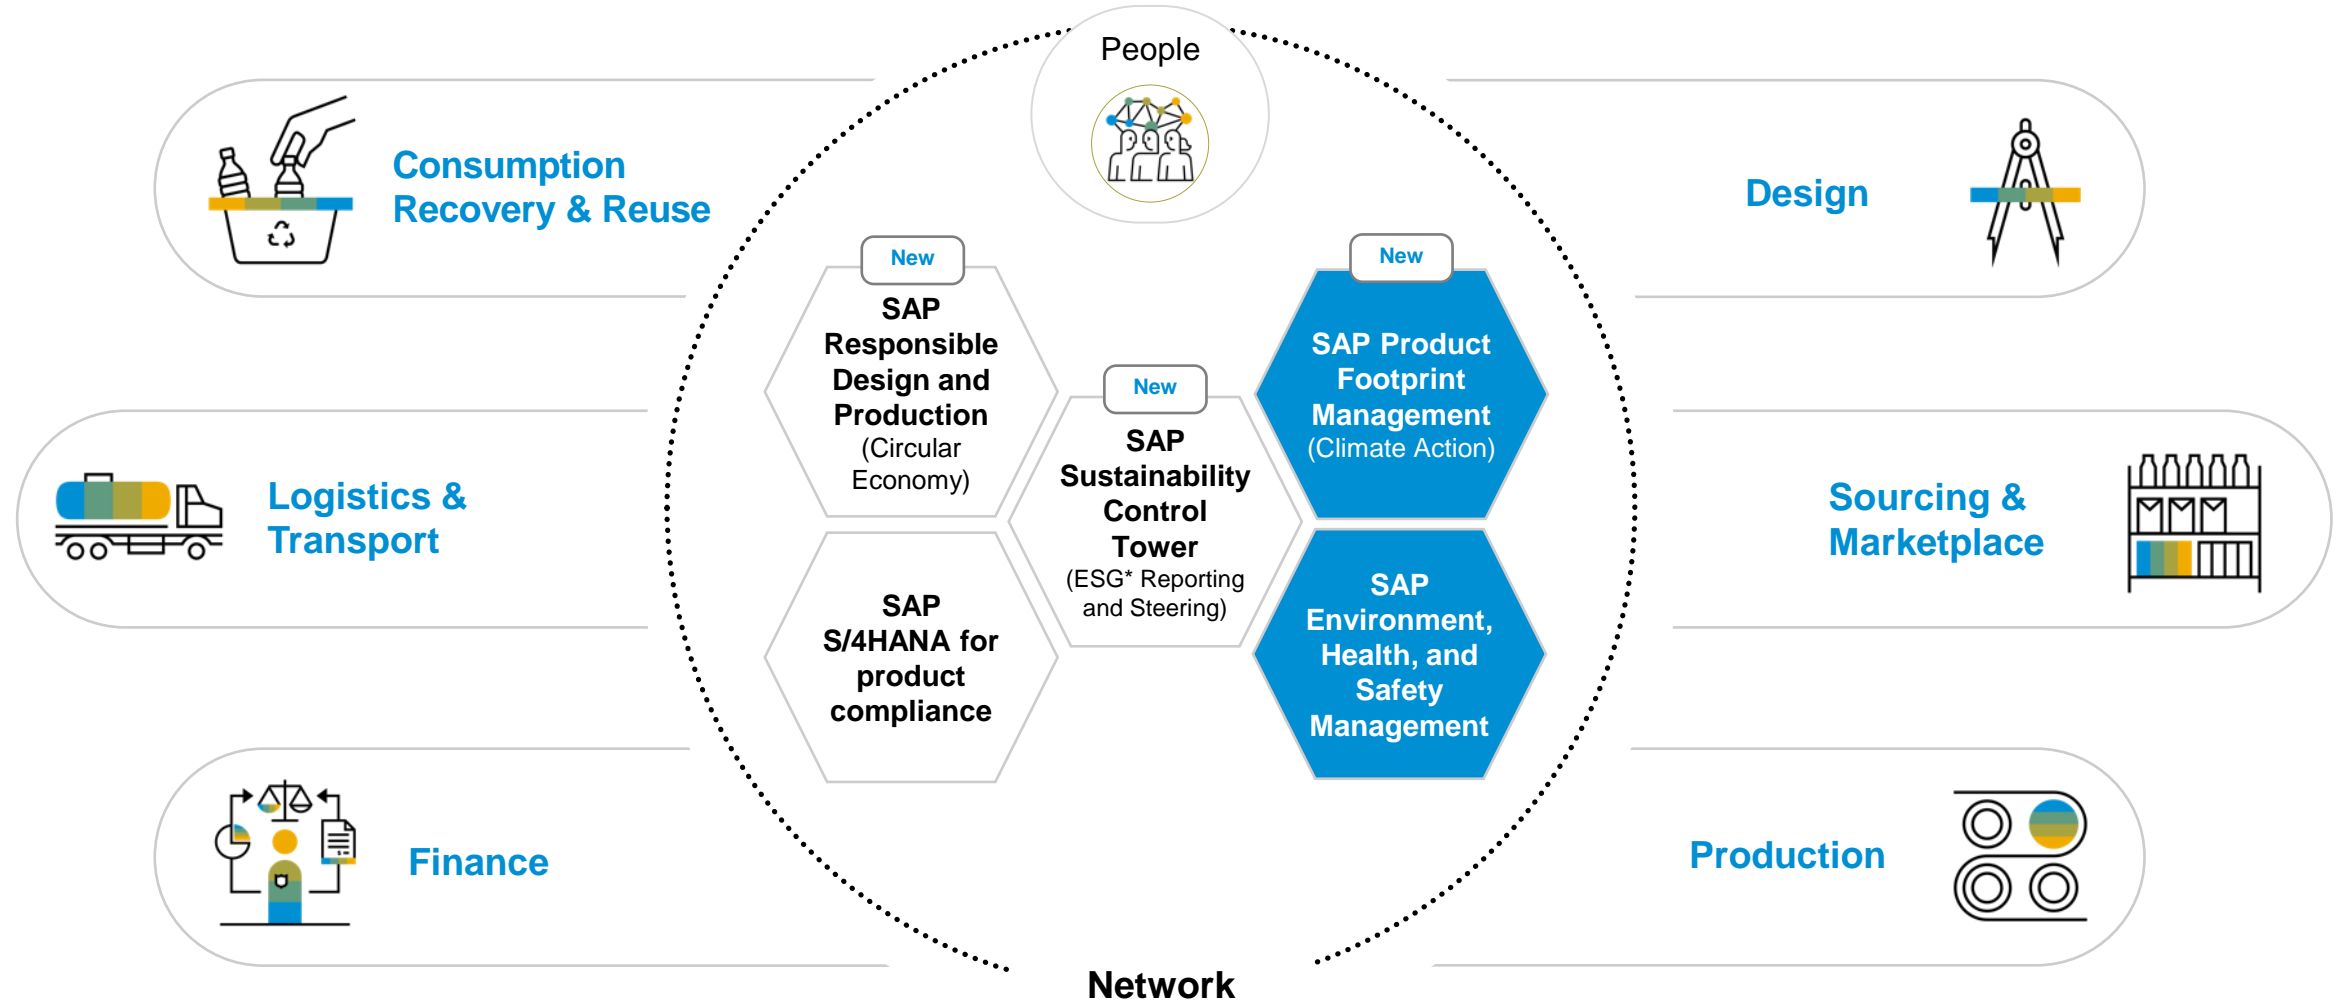 People
Consumption
Recovery & Reuse
Design
New
SAP
Responsible
Design and
Production
(Circular
Economy)
New
SAP Product
Footprint
Management
(Climate Action)
New
SAP
Sustainability
Control
Tower
(ESG* Reporting
and Steering)
Logistics &
Transport
Sourcing &
Marketplace
SAP
S/4HANA for
product
compliance
SAP
Environment,
Health, and
Safety
Management
Finance
Production
Network